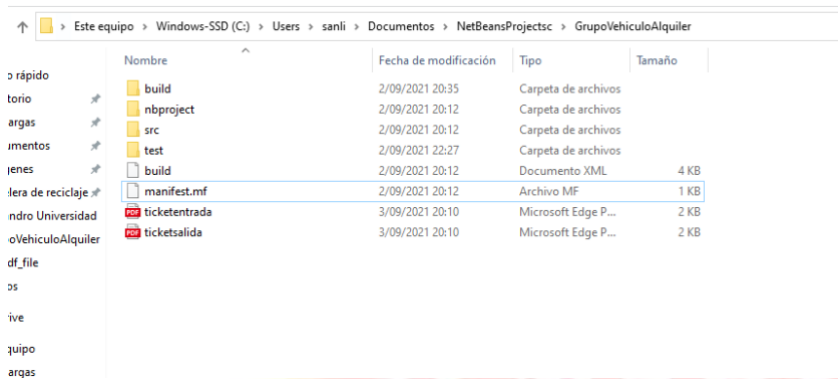 Este equipo > Windows-SSD (C:) > Users > sanli > Documentos > NetBeansProjectsc > GrupoVehiculoAlquiler
Nombre Fecha de modificación Tipo Tamaño
o rápido
torio
argas
umentos
genes
elera de reciclaje
andro Universidad
oVehiculoAlquiler
df_file
os
rive
quipo
argas
build 2/09/2021 20:35 Carpeta de archivos
nbproject 2/09/2021 20:12 Carpeta de archivos
src 2/09/2021 20:12 Carpeta de archivos
test 2/09/2021 22:27 Carpeta de archivos
build 2/09/2021 20:12 Documento XML 4 KB
manifest.mf 2/09/2021 20:12 Archivo MF 1 KB
PDF ticketentrada 3/09/2021 20:10 Microsoft Edge P... 2 KB
PDF ticketsalida 3/09/2021 20:10 Microsoft Edge P... 2 KB